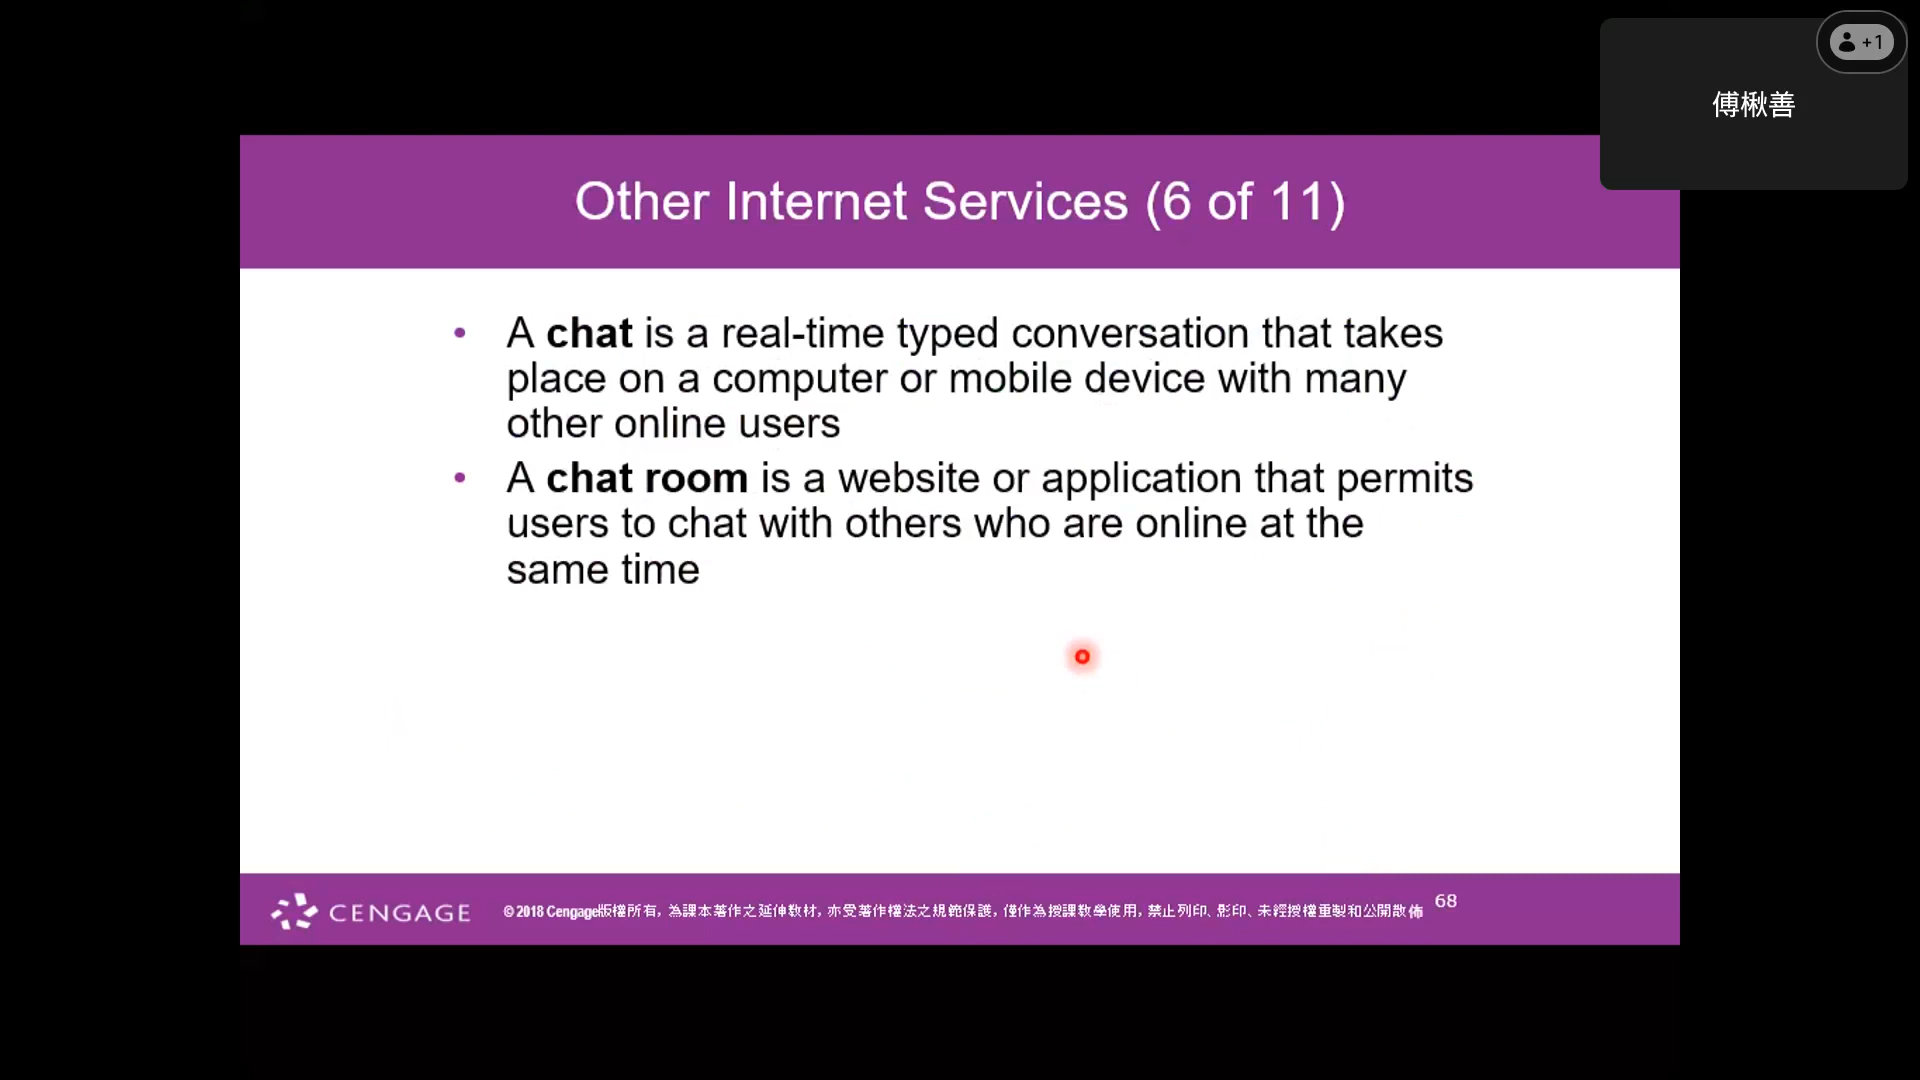 +1
傅楸善
Other Internet Services (6 of 11)
• A chat is a real-time typed conversation that takes
place on a computer or mobile device with many
other online users
• A chat room is a website or application that permits
users to chat with others who are online at the
same time
CENGAGE
© 2018 Cengage版權所有, 為課本著作之延伸教材, 亦受著作權法之規範保護, 僅作為授課教學使用, 禁止列印、影印、未經授權重製和公開散佈
68